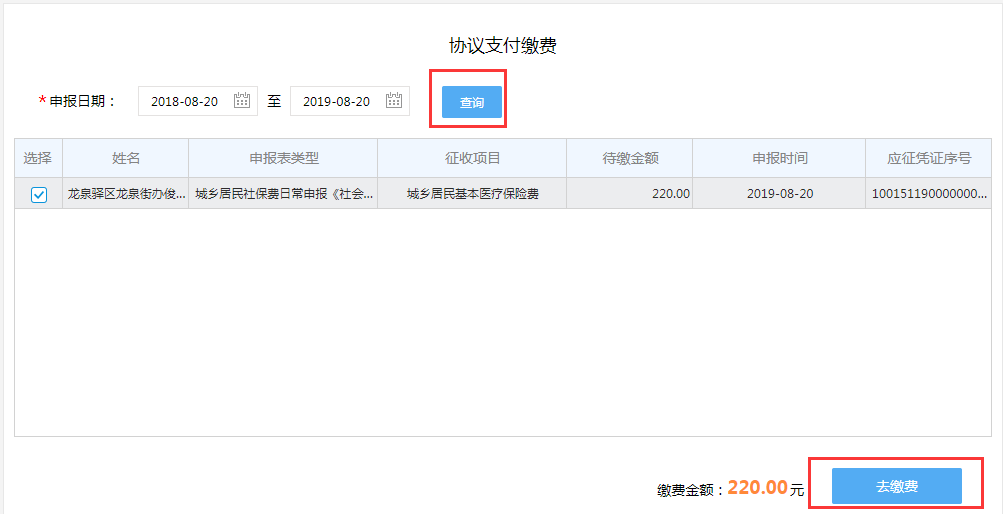 协议支付缴费
*申报日期： 2018-08-20 至 2019-08-20 查询
选择 姓名 申报表类型 征收项目 待缴金额 申报时间 应征凭证序号
龙泉驿区龙泉街办俊... 城乡居民社保费日常申报《社会... 城乡居民基本医疗保险费 220.00 2019-08-20 100151190000000...
缴费金额：220.00元 去缴费